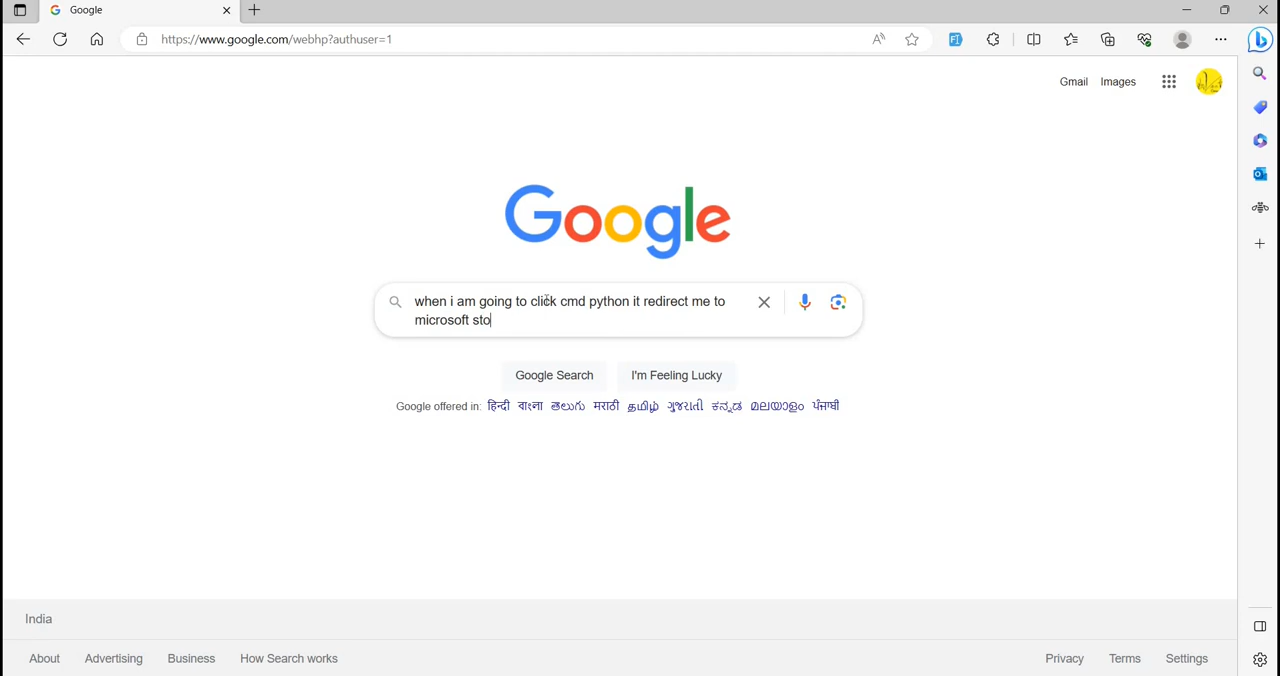 Google
https://www.google.com/webhp?authuser=1
Gmail Images
Google
when i am going to click cmd python it redirect me to
microsoft sto
Google Search I'm Feeling Lucky
Google offered in: हिन्दी বাংলা తెలుగు मराठी தமிழ் ગુજરાતી ಕನ್ನಡ മലയാളം ਪੰਜਾਬੀ
India
About Advertising Business How Search works Privacy Terms Settings